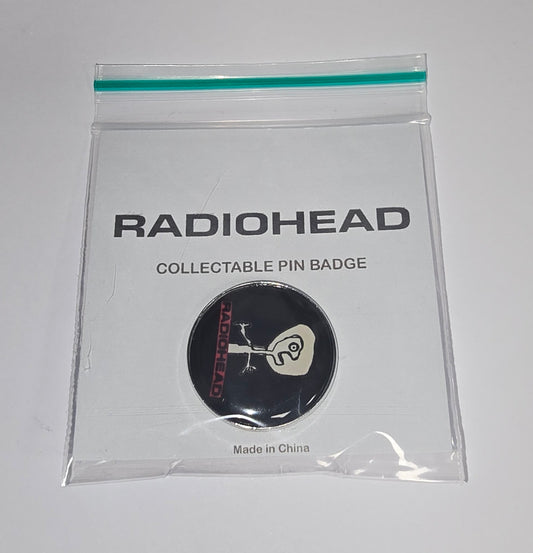 RADIOHEAD
COLLECTABLE PIN BADGE
RADIOHEAD
Made in China